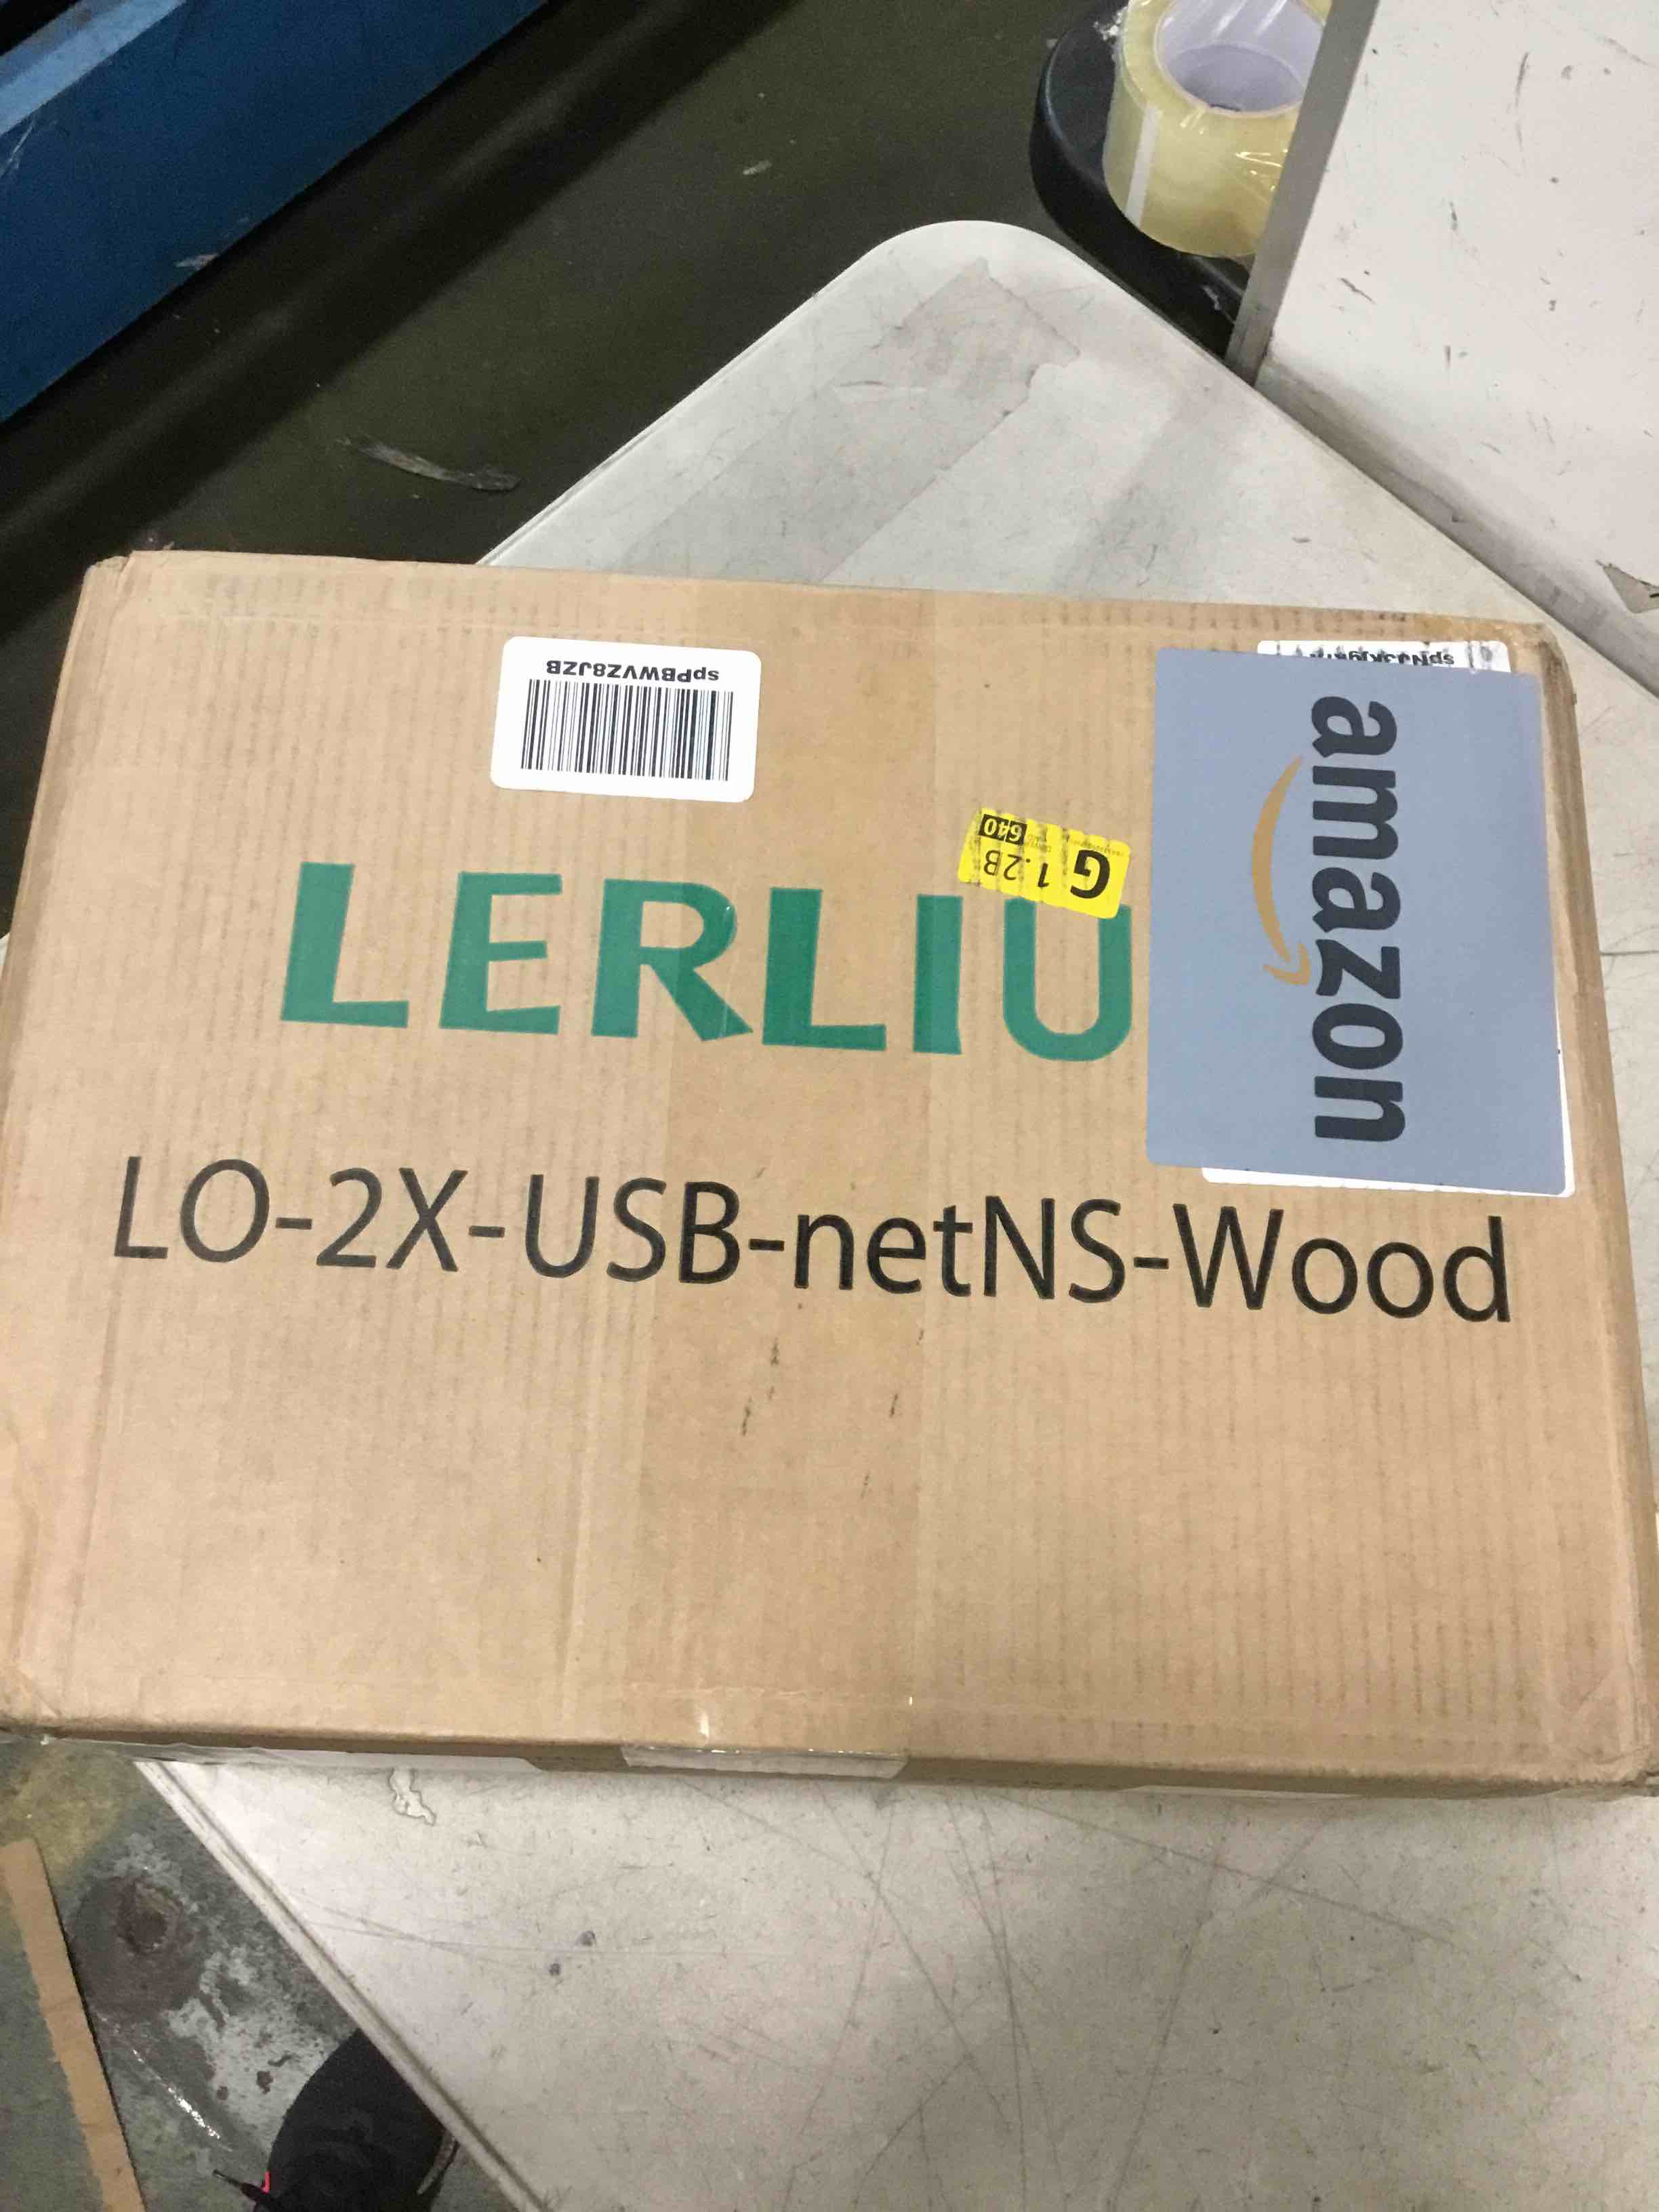 spPBWVZ8JZB
G 1.2B
640
amazon
LERLIU
LO-2X-USB-netNS-Wood